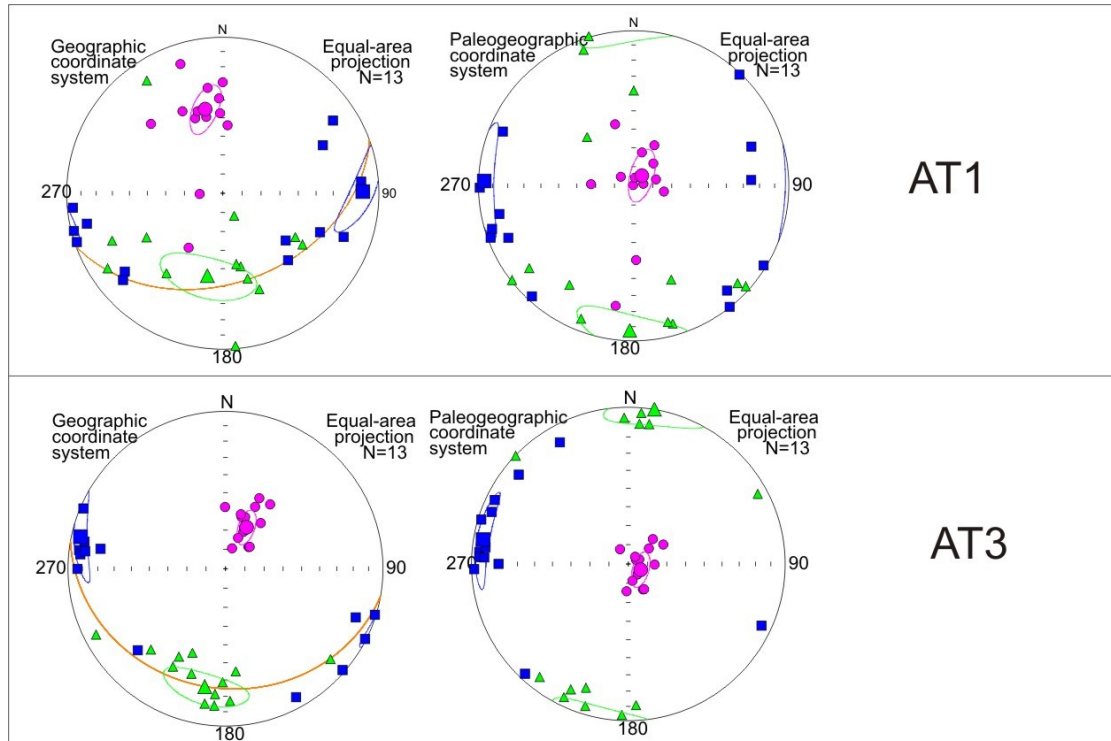 N
Geographic
coordinate
system
Equal-area
projection
N=13
270
90
180
N
Paleogeographic
coordinate
system
Equal-area
projection
N=13
270
90
180
AT1
N
Geographic
coordinate
system
Equal-area
projection
N=13
270
90
180
N
Paleogeographic
coordinate
system
Equal-area
projection
N=13
270
90
180
AT3